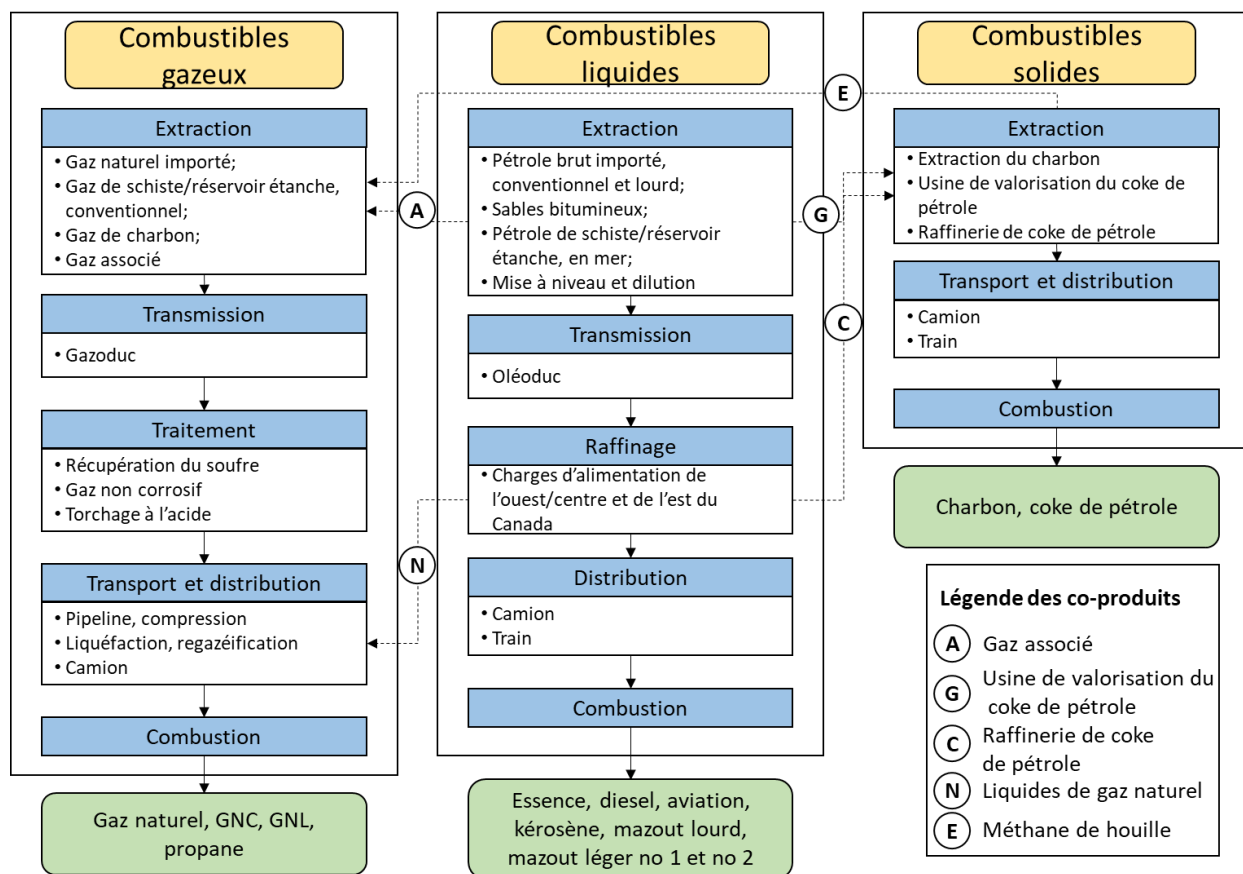 Combustibles
gazeux
Extraction
• Gaz naturel importé;
• Gaz de schiste/réservoir étanche,
conventionnel;
• Gaz de charbon;
• Gaz associé
Transmission
• Gazoduc
Traitement
• Récupération du soufre
• Gaz non corrosif
• Torchage à l'acide
Transport et distribution
• Pipeline, compression
• Liquéfaction, regazéification
• Camion
Combustion
Gaz naturel, GNC, GNL,
propane
A
N
Combustibles
liquides
Extraction
• Pétrole brut importé,
conventionnel et lourd;
• Sables bitumineux;
• Pétrole de schiste/réservoir
étanche, en mer;
• Mise à niveau et dilution
Transmission
• Oléoduc
Raffinage
• Charges d'alimentation de
l'ouest/centre et de l'est du
Canada
Distribution
• Camion
• Train
Combustion
Essence, diesel, aviation,
kérosène, mazout lourd,
mazout léger no 1 et no 2
E
G
C
Combustibles
solides
Extraction
• Extraction du charbon
• Usine de valorisation du coke de
pétrole
• Raffinerie de coke de pétrole
Transport et distribution
• Camion
• Train
Combustion
Charbon, coke de pétrole
Légende des co-produits
A Gaz associé
G Usine de valorisation du
coke de pétrole
C Raffinerie de coke
de pétrole
N Liquides de gaz naturel
E Méthane de houille